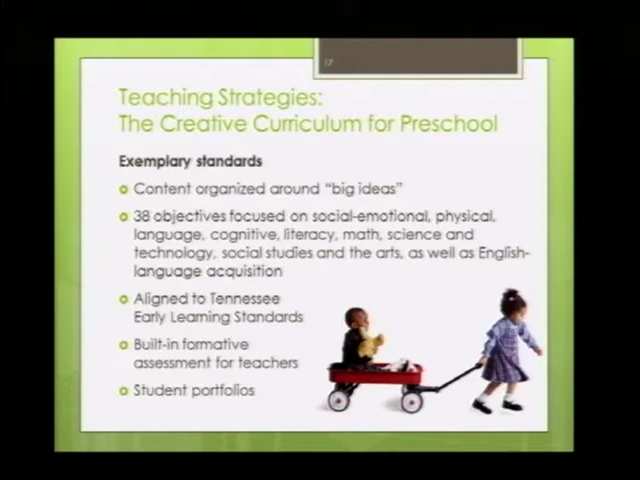 17
Teaching Strategies:
The Creative Curriculum for Preschool
Exemplary standards
Content organized around "big ideas"
38 objectives focused on social-emotional, physical,
language, cognitive, literacy, math, science and
technology, social studies and the arts, as well as English-
language acquisition
Aligned to Tennessee
Early Learning Standards
Built-in formative
assessment for teachers
Student portfolios